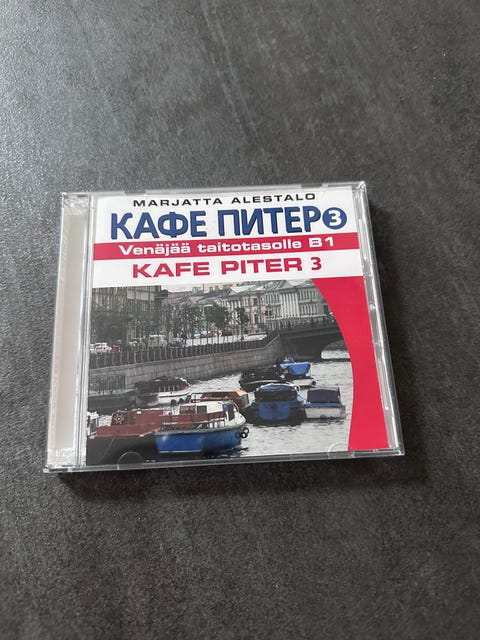 MARJATTA ALESTALO
КАФЕ ПИТЕР 3
Venäjää taitotasolle B1
KAFE PITER 3